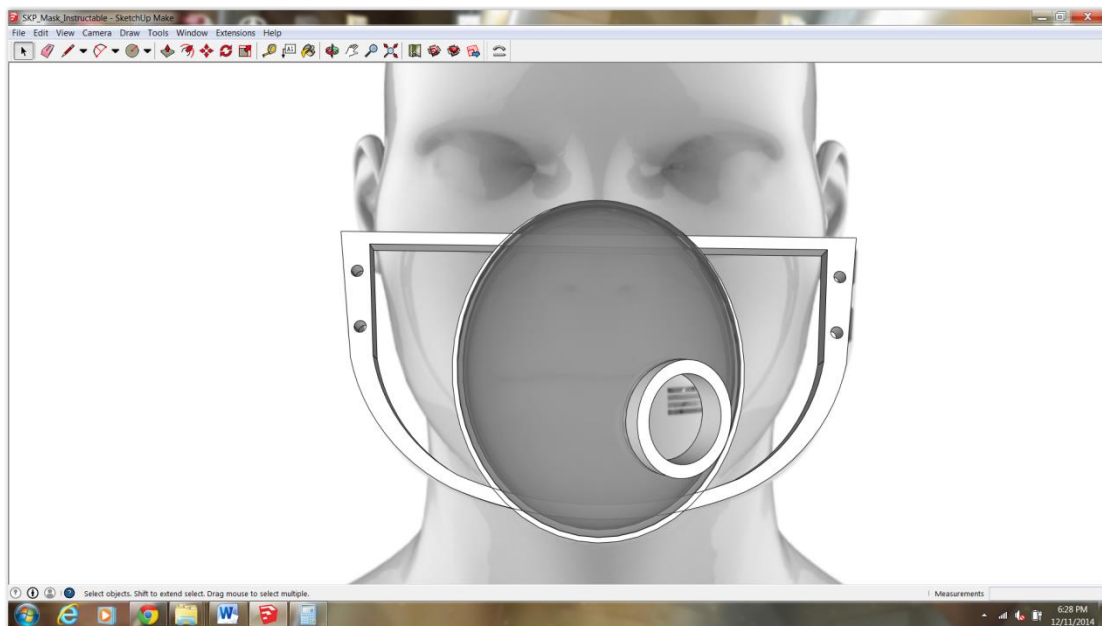 SKP_Mask_Instructable - SketchUp Make
File Edit View Camera Draw Tools Window Extensions Help
A1
Select objects. Shift to extend select. Drag mouse to select multiple.
Measurements
6:28 PM
12/11/2014